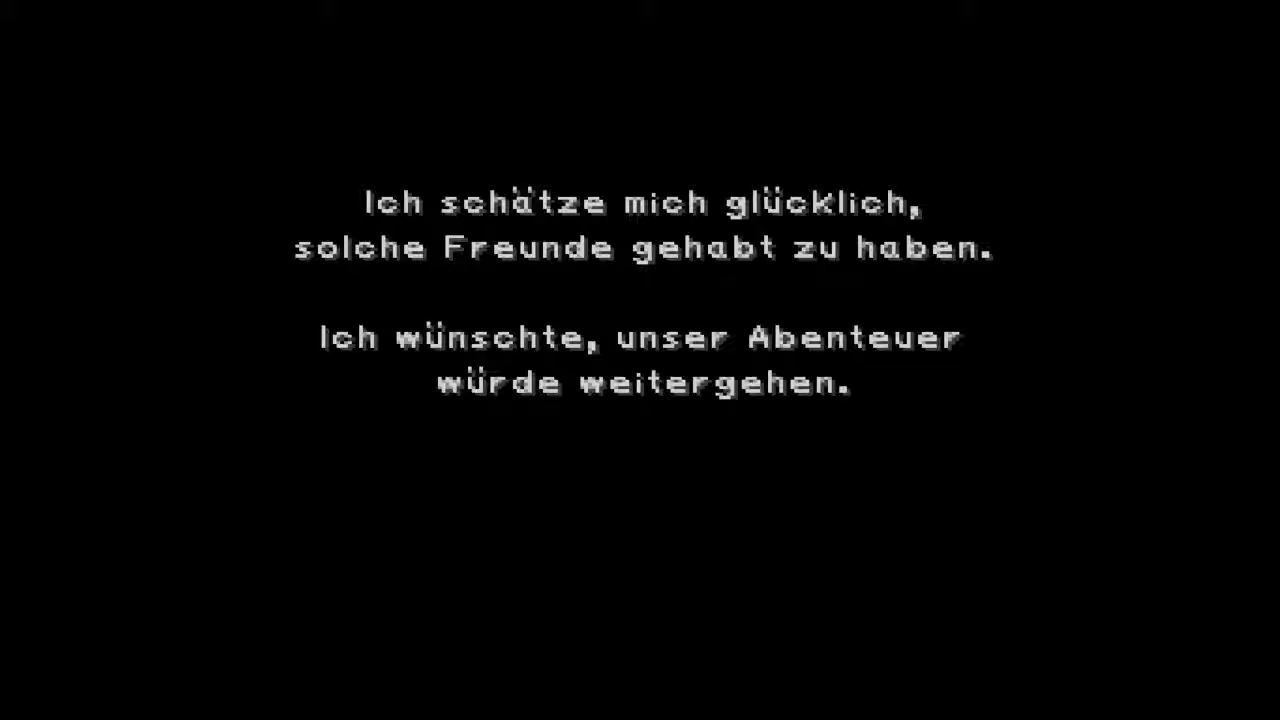 Ich schätze mich glücklich,
solche Freunde gehabt zu haben.
Ich wünschte, unser Abenteuer
würde weitergehen.